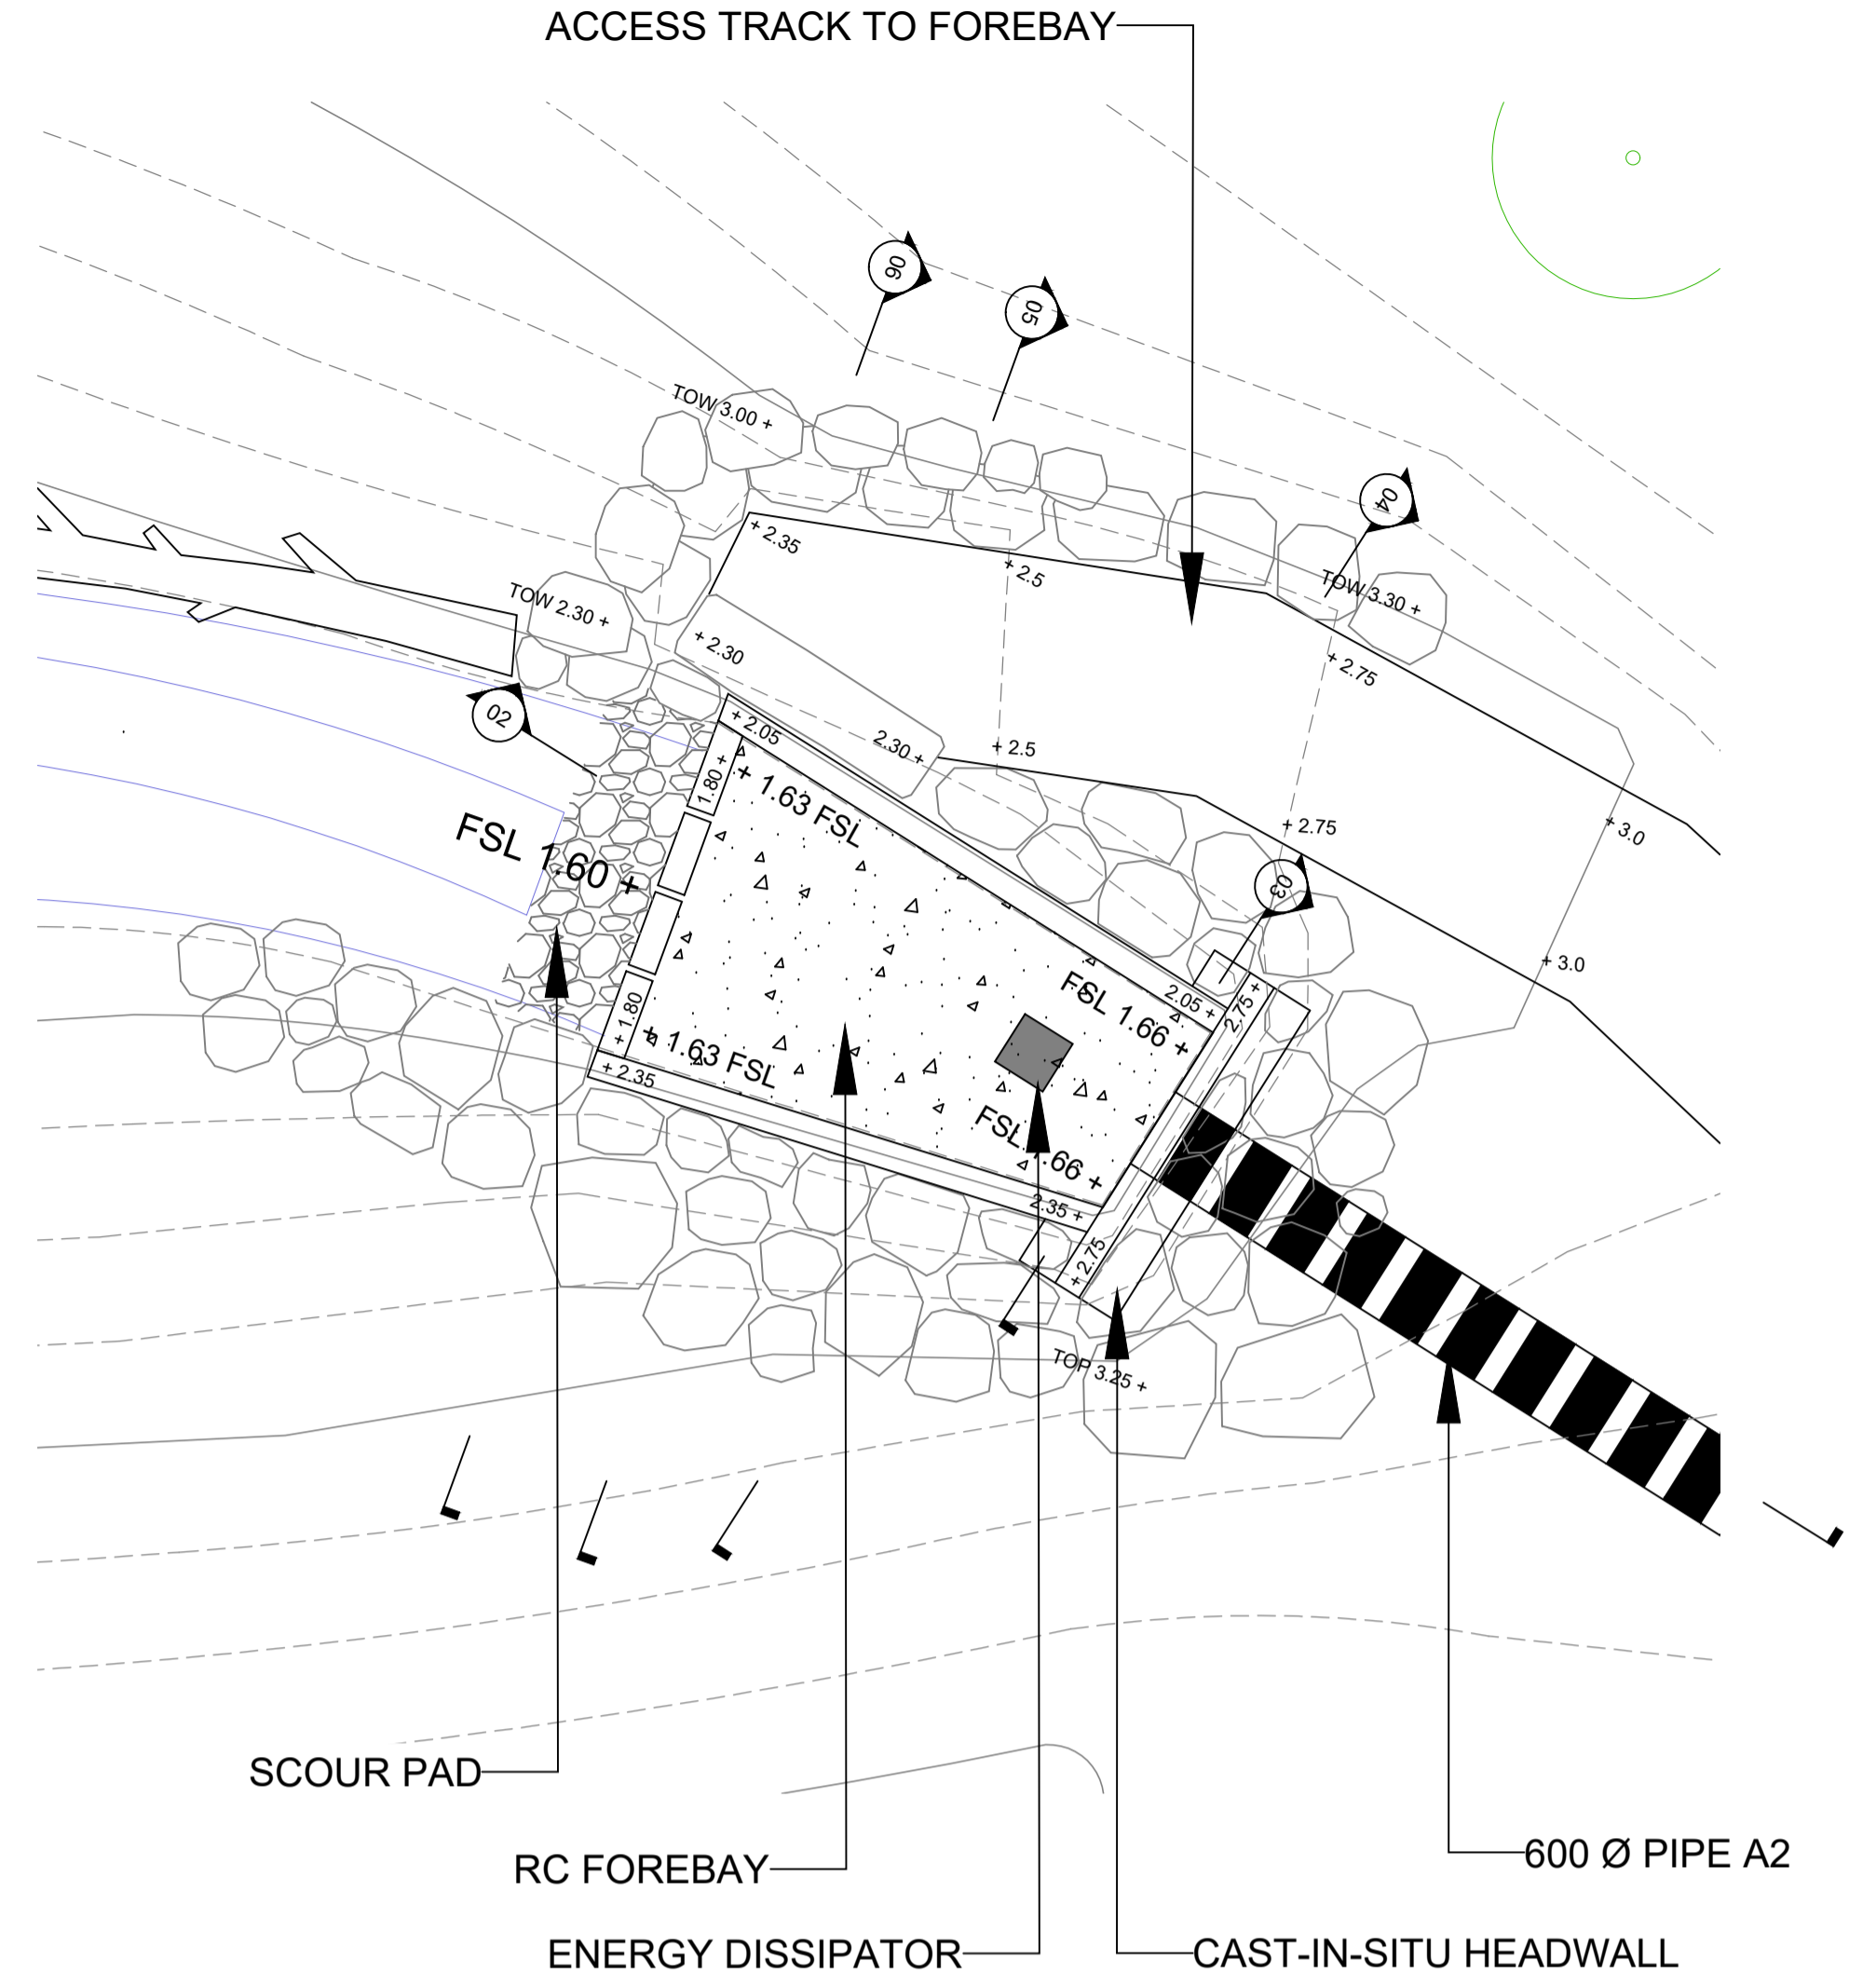 ACCESS TRACK TO FOREBAY
06
05
TOW 3.00 +
04
+ 2.35
+ 2.5
TOW 3.30 +
TOW 2.30 +
+ 2.30
+ 2.75
02
+ 2.05
2.30 +
+ 2.5
1.80 +
+ 1.63 FSL
+ 2.75
+ 3.0
FSL 1.60 +
03
+ 3.0
FSL 1.66 +
2.05 +
2.75 +
+ 1.80
+ 1.63 FSL
+ 2.35
FSL 1.66 +
2.35 +
+ 2.75
TOP 3.25 +
SCOUR PAD
RC FOREBAY
600 Ø PIPE A2
ENERGY DISSIPATOR
CAST-IN-SITU HEADWALL